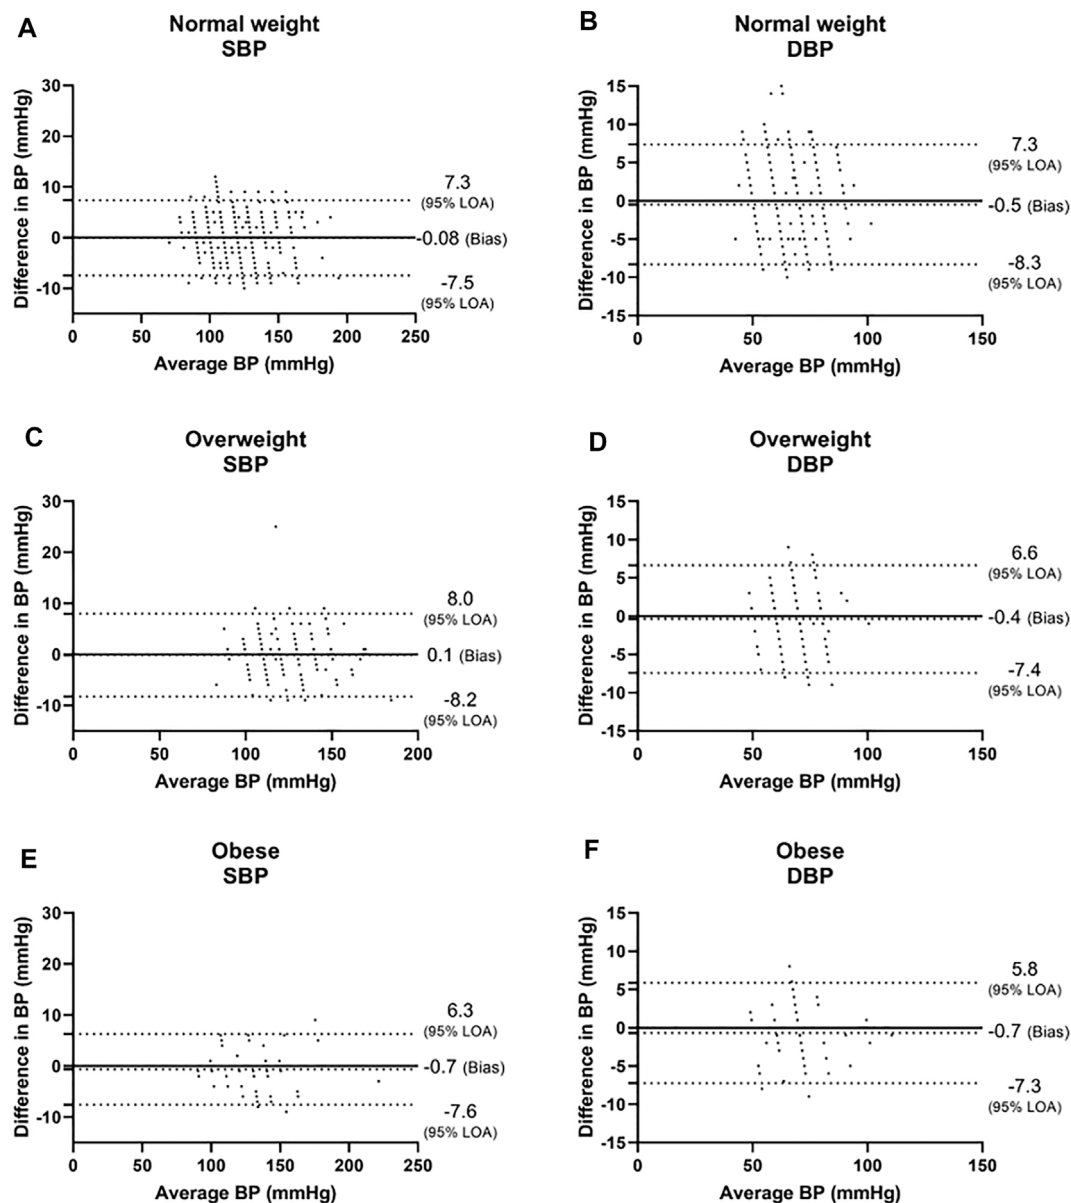 A
Normal weight
SBP
Difference in BP (mmHg)
30
20
10
0
-10
7.3
(95% LOA)
-0.08 (Bias)
-7.5
(95% LOA)
0 50 100 150 200 250
Average BP (mmHg)
B
Normal weight
DBP
Difference in BP (mmHg)
15
10
5
0
-5
-10
-15
7.3
(95% LOA)
-0.5 (Bias)
-8.3
(95% LOA)
0 50 100 150
Average BP (mmHg)
C
Overweight
SBP
Difference in BP (mmHg)
30
20
10
0
-10
8.0
(95% LOA)
0.1 (Bias)
-8.2
(95% LOA)
0 50 100 150 200
Average BP (mmHg)
D
Overweight
DBP
Difference in BP (mmHg)
15
10
5
0
-5
-10
-15
6.6
(95% LOA)
-0.4 (Bias)
-7.4
(95% LOA)
0 50 100 150
Average BP (mmHg)
E
Obese
SBP
Difference in BP (mmHg)
30
20
10
0
-10
6.3
(95% LOA)
-0.7 (Bias)
-7.6
(95% LOA)
0 50 100 150 200 250
Average BP (mmHg)
F
Obese
DBP
Difference in BP (mmHg)
15
10
5
0
-5
-10
-15
5.8
(95% LOA)
-0.7 (Bias)
-7.3
(95% LOA)
0 50 100 150
Average BP (mmHg)